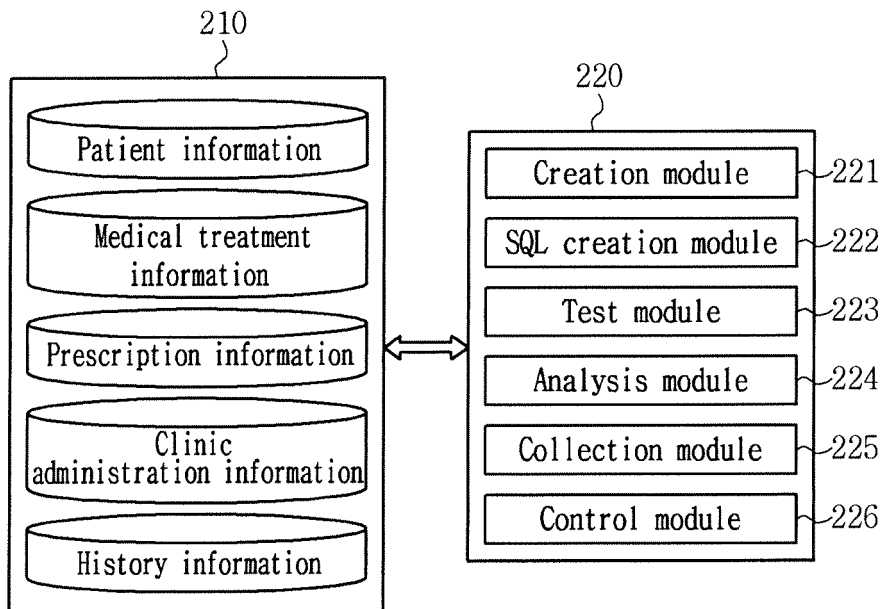 210
Patient information
Medical treatment
information
Prescription information
Clinic
administration information
History information
220
Creation module
221
SQL creation module
222
Test module
223
Analysis module
224
Collection module
225
Control module
226